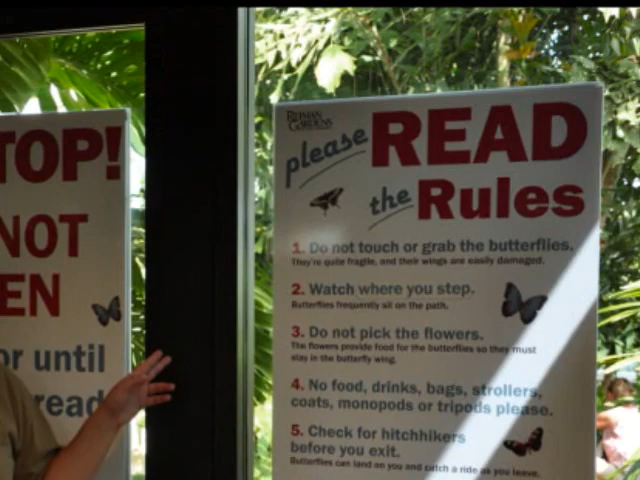 TOP!
NOT
EN
or until
read
REIMAN
GARDENS
please READ
the Rules
1. Do not touch or grab the butterflies.
They're quite fragile, and their wings are easily damaged.
2. Watch where you step.
Butterflies frequently sit on the path.
3. Do not pick the flowers.
The flowers provide food for the butterflies so they must
stay in the butterfly wing.
4. No food, drinks, bags, strollers,
coats, monopods or tripods please.
5. Check for hitchhikers
before you exit.
Butterflies can land on you and catch a ride as you leave.